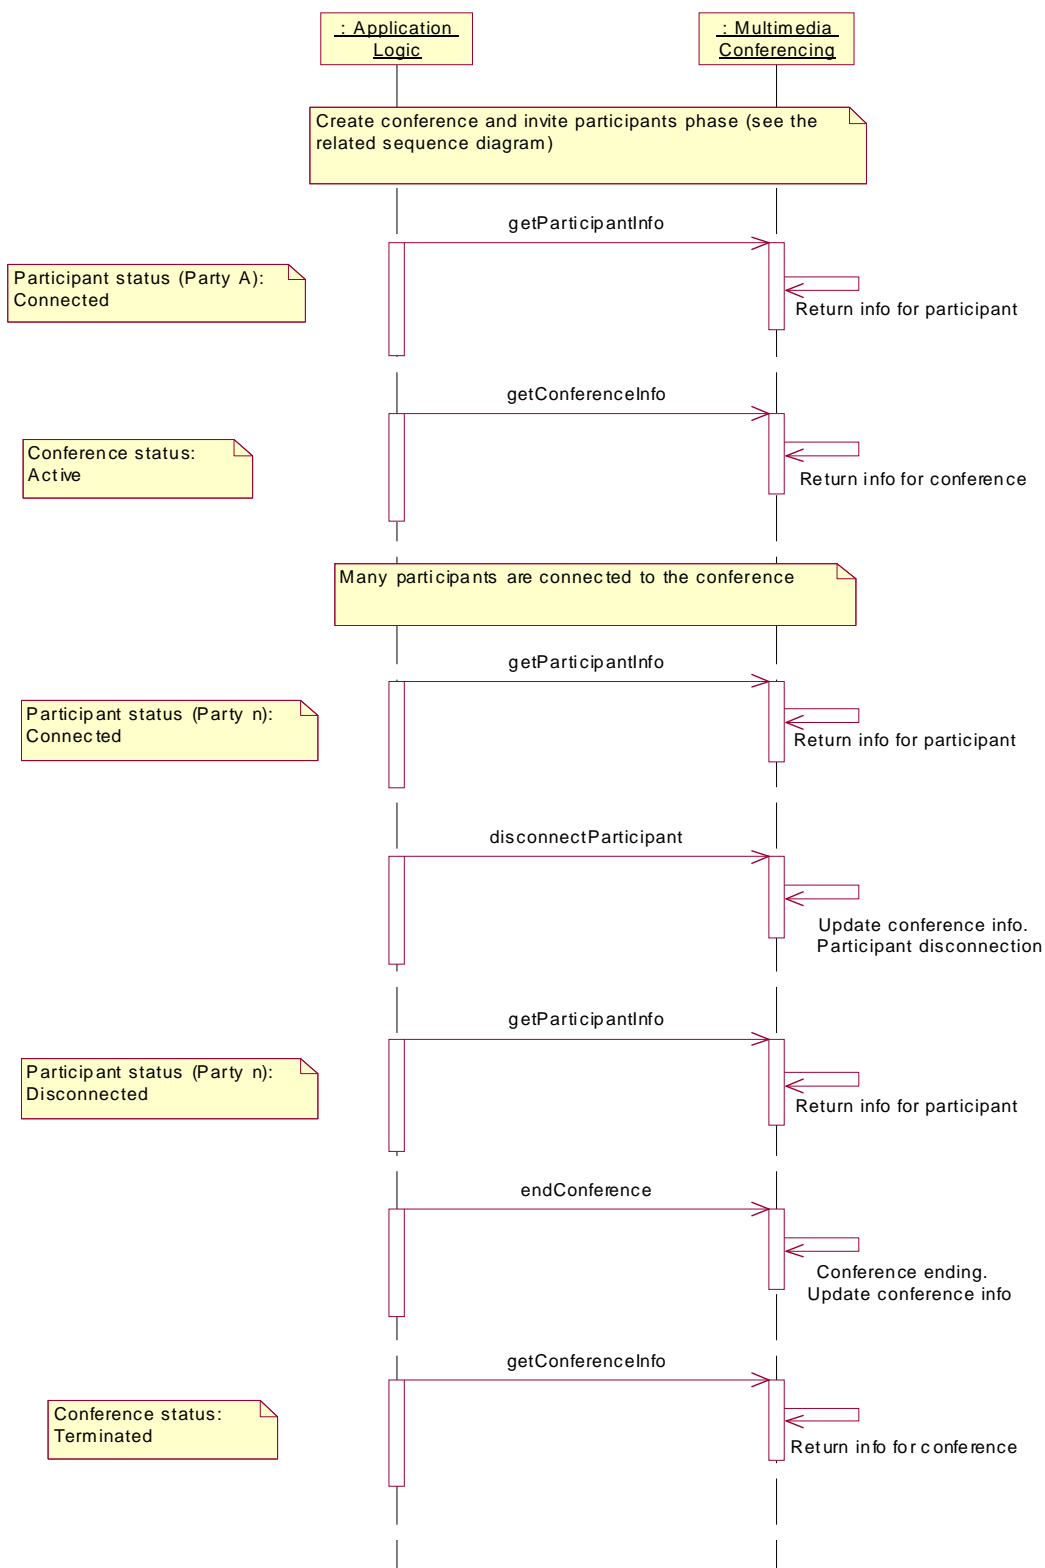 : Application
Logic
: Multimedia
Conferencing
Create conference and invite participants phase (see the
related sequence diagram)
getParticipantInfo
Participant status (Party A):
Connected
Return info for participant
getConferenceInfo
Conference status:
Active
Return info for conference
Many participants are connected to the conference
getParticipantInfo
Participant status (Party n):
Connected
Return info for participant
disconnectParticipant
Update conference info.
Participant disconnection
getParticipantInfo
Participant status (Party n):
Disconnected
Return info for participant
endConference
Conference ending.
Update conference info
getConferenceInfo
Conference status:
Terminated
Return info for conference